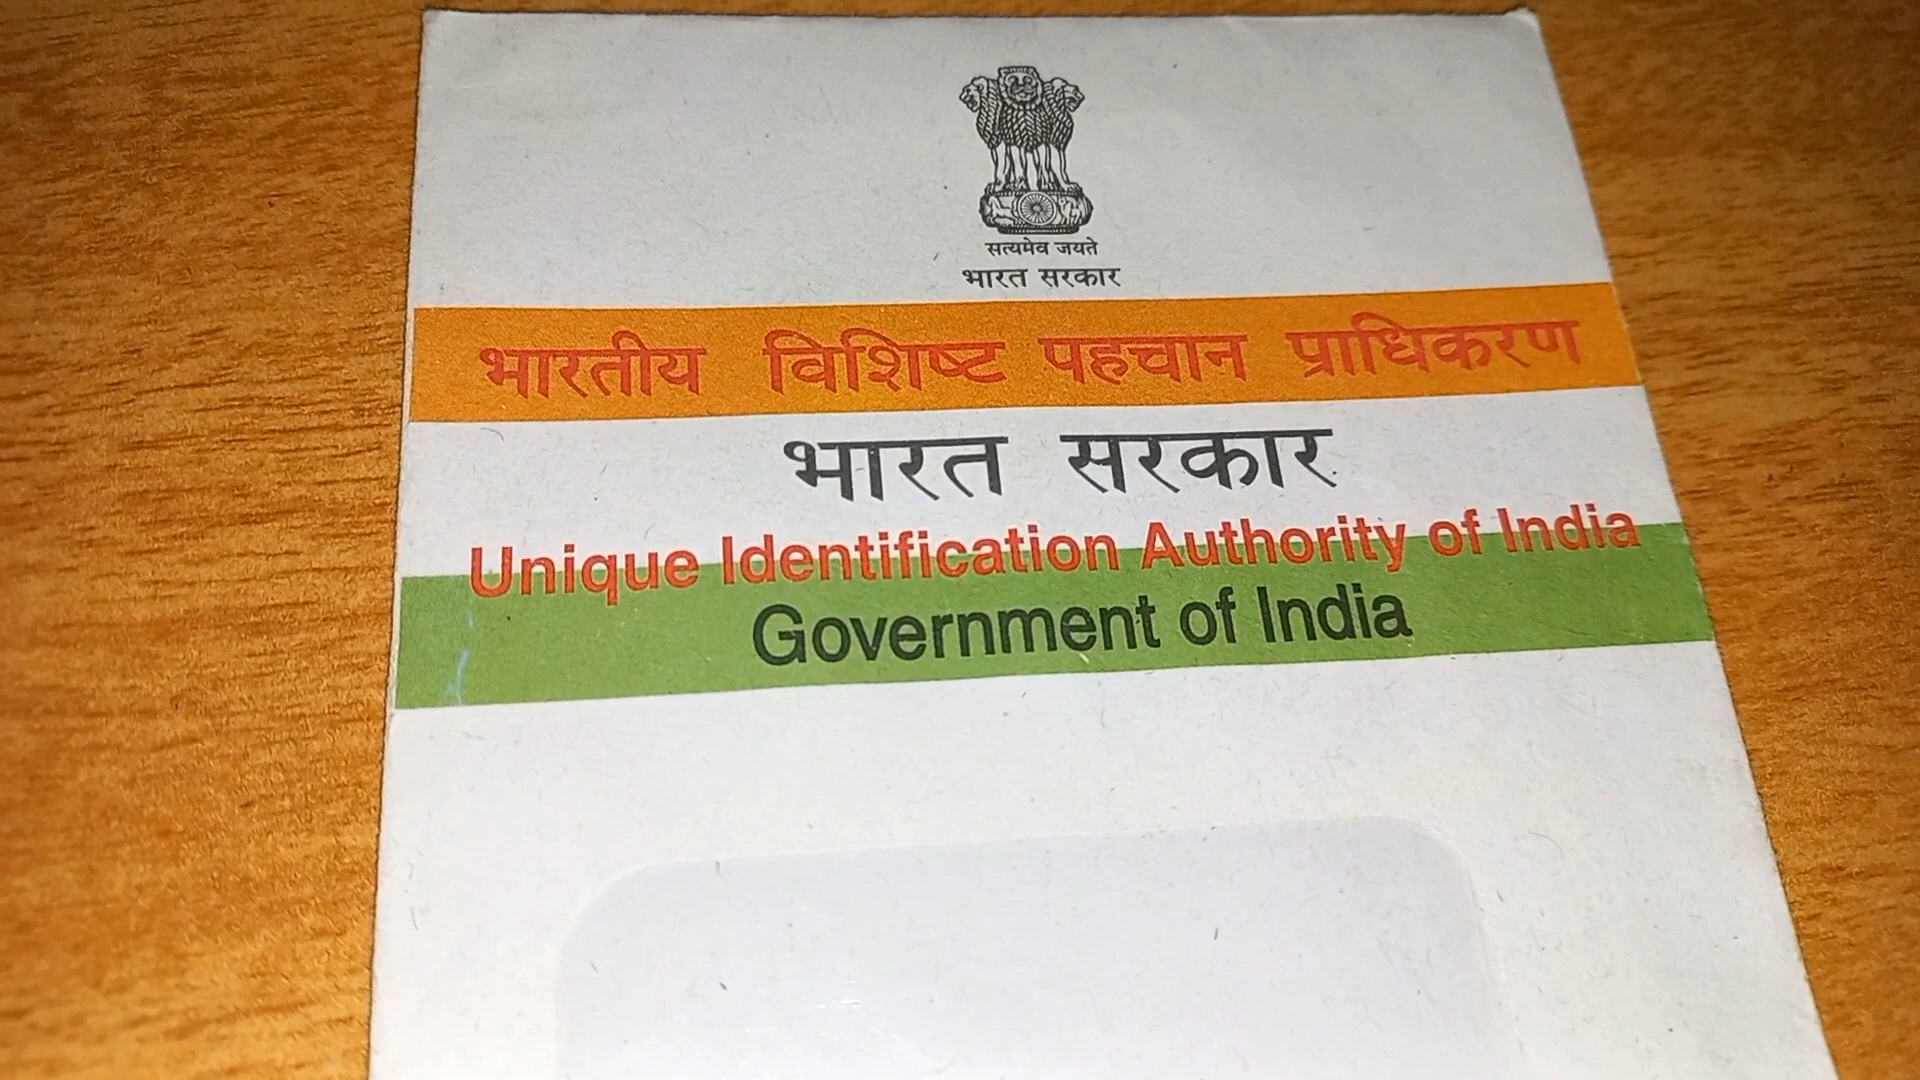 सत्यमेव जयते
भारत सरकार
भारतीय विशिष्ट पहचान प्राधिकरण
भारत सरकार
Unique Identification Authority of India
Government of India